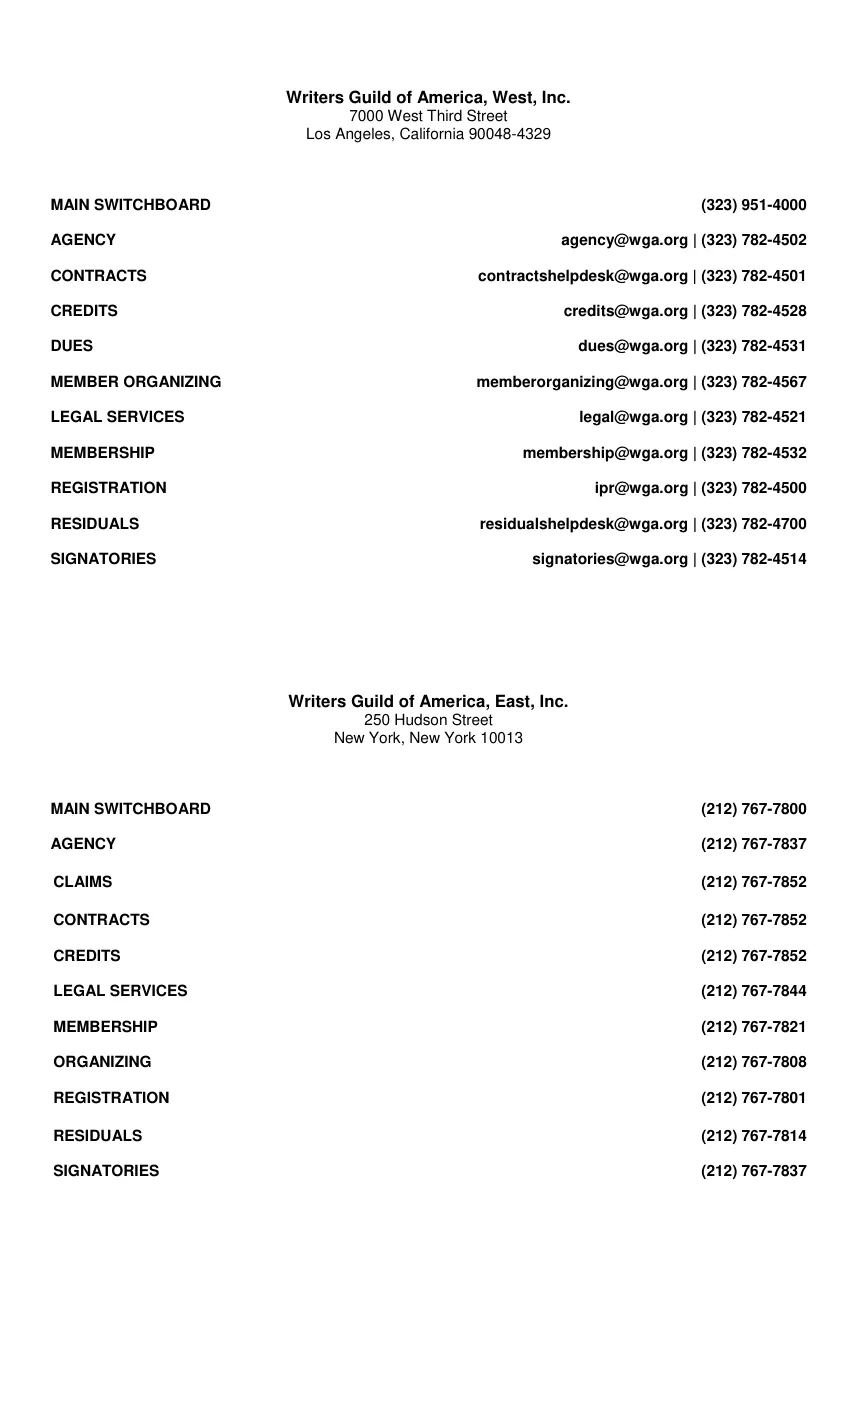 Writers Guild of America, West, Inc.
7000 West Third Street
Los Angeles, California 90048-4329
MAIN SWITCHBOARD (323) 951-4000
AGENCY agency@wga.org | (323) 782-4502
CONTRACTS contractshelpdesk@wga.org | (323) 782-4501
CREDITS credits@wga.org | (323) 782-4528
DUES dues@wga.org | (323) 782-4531
MEMBER ORGANIZING memberorganizing@wga.org | (323) 782-4567
LEGAL SERVICES legal@wga.org | (323) 782-4521
MEMBERSHIP membership@wga.org | (323) 782-4532
REGISTRATION ipr@wga.org | (323) 782-4500
RESIDUALS residualshelpdesk@wga.org | (323) 782-4700
SIGNATORIES signatories@wga.org | (323) 782-4514
Writers Guild of America, East, Inc.
250 Hudson Street
New York, New York 10013
MAIN SWITCHBOARD (212) 767-7800
AGENCY (212) 767-7837
CLAIMS (212) 767-7852
CONTRACTS (212) 767-7852
CREDITS (212) 767-7852
LEGAL SERVICES (212) 767-7844
MEMBERSHIP (212) 767-7821
ORGANIZING (212) 767-7808
REGISTRATION (212) 767-7801
RESIDUALS (212) 767-7814
SIGNATORIES (212) 767-7837